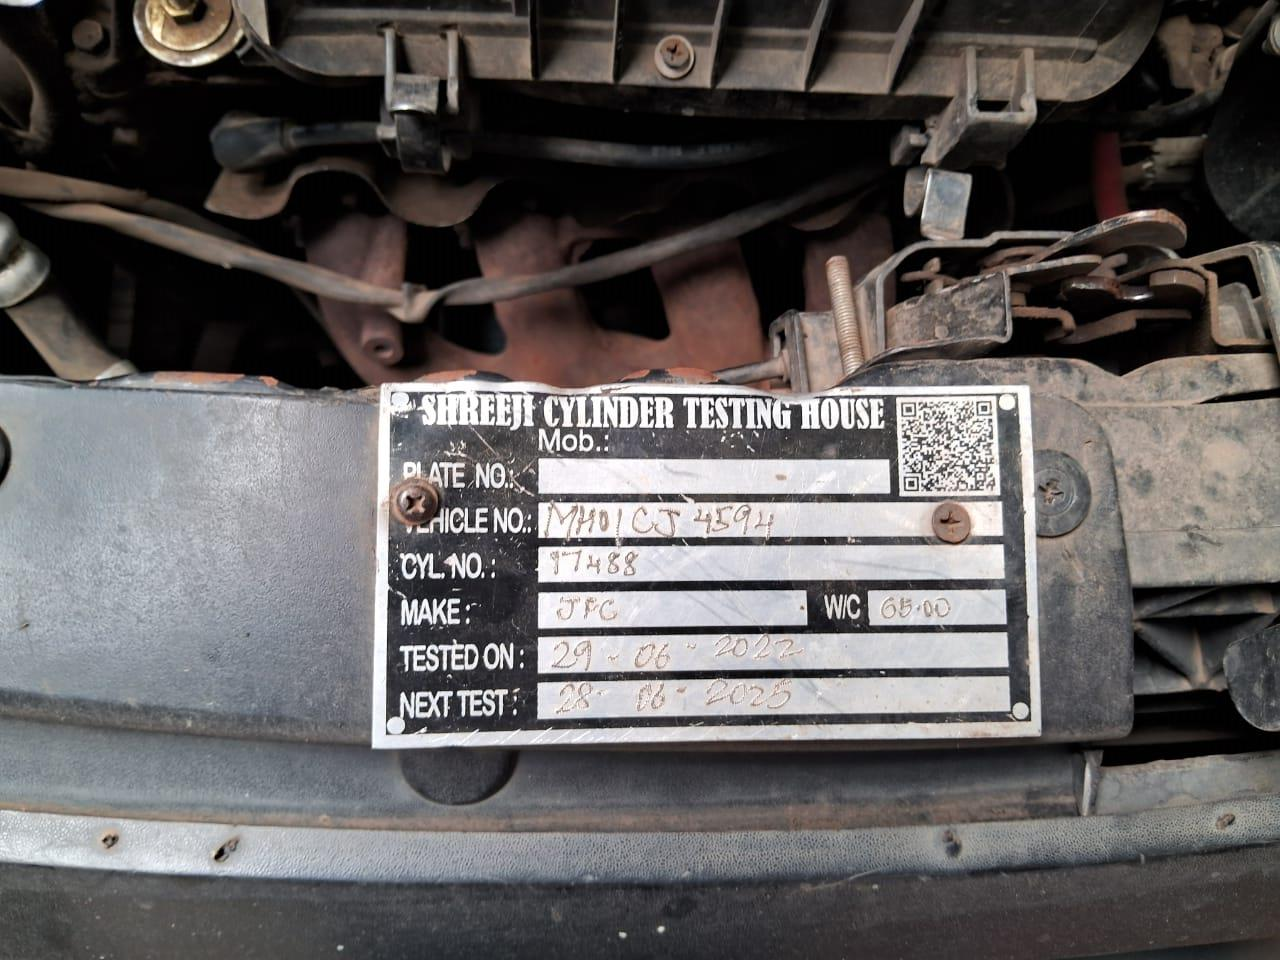 SHREEJI CYLINDER TESTING HOUSE
Mob.:
PLATE NO.:
VEHICLE NO.: MH01CJ 4594
CYL. NO.: 97488
MAKE: JFC W/C 65.00
TESTED ON: 29-06-2022
NEXT TEST: 28-06-2025